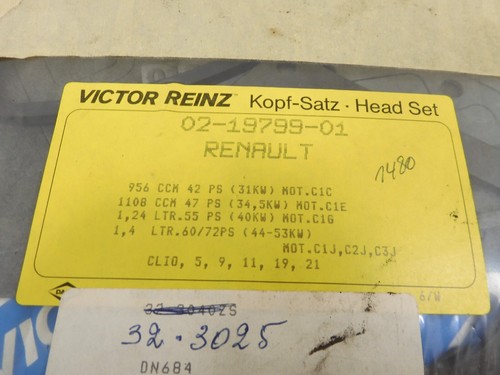 VICTOR REINZ™ Kopf-Satz · Head Set
02-19799-01
RENAULT
1480
956 CCM 42 PS (31KW) MOT.C1C
1108 CCM 47 PS (34,5KW) MOT.C1E
1,24 LTR.55 PS (40KW) MOT.C1G
1,4 LTR.60/72PS (44-53KW)
MOT.C1J,C2J,C3J
CLIO, 5, 9, 11, 19, 21
6/W
32-3025
DN684